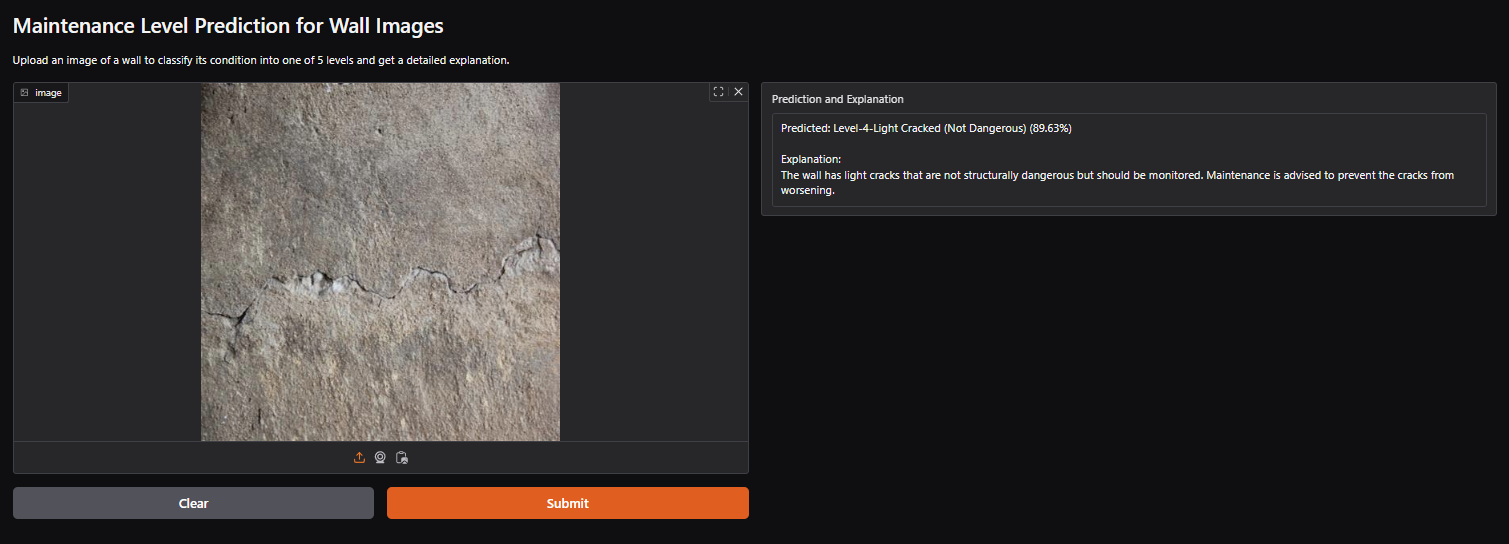 Maintenance Level Prediction for Wall Images
Upload an image of a wall to classify its condition into one of 5 levels and get a detailed explanation.
image
Prediction and Explanation
Predicted: Level-4-Light Cracked (Not Dangerous) (89.63%)
Explanation:
The wall has light cracks that are not structurally dangerous but should be monitored. Maintenance is advised to prevent the cracks from
worsening.
Clear
Submit